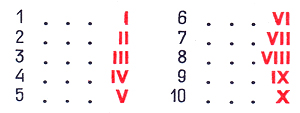 1 . . . I
2 . . . II
3 . . . III
4 . . . IV
5 . . . V
6 . . . VI
7 . . . VII
8 . . . VIII
9 . . . IX
10 . . . X